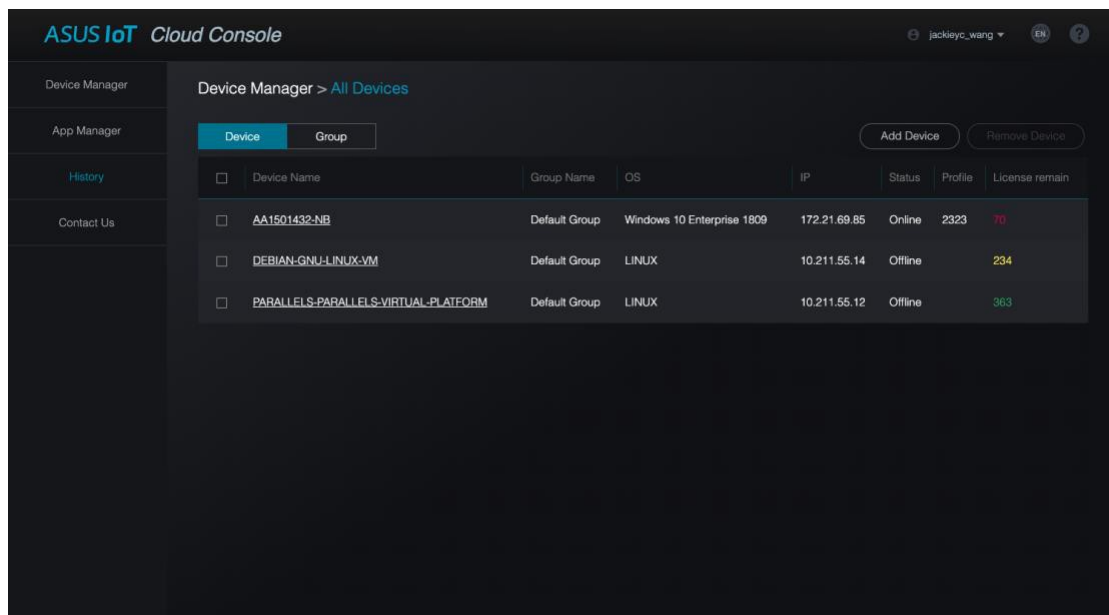 ASUS IoT Cloud Console
jackieyc_wang
EN
?
Device Manager
App Manager
History
Contact Us
Device Manager > All Devices
Device Group
Add Device Remove Device
Device Name Group Name OS IP Status Profile License remain
AA1501432-NB Default Group Windows 10 Enterprise 1809 172.21.69.85 Online 2323 70
DEBIAN-GNU-LINUX-VM Default Group LINUX 10.211.55.14 Offline 234
PARALLELS-PARALLELS-VIRTUAL-PLATFORM Default Group LINUX 10.211.55.12 Offline 363